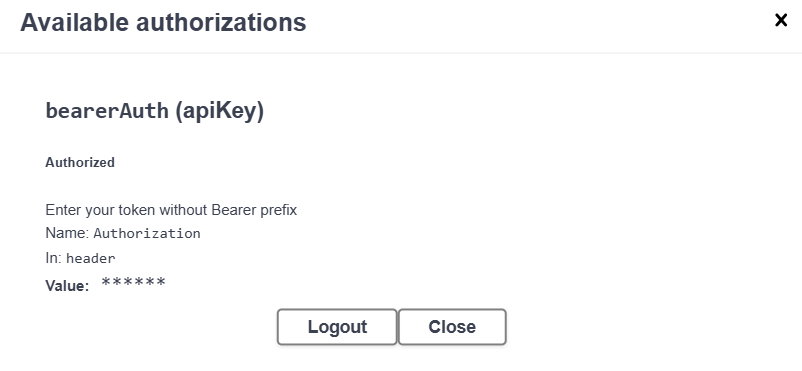 Available authorizations
bearerAuth (apiKey)
Authorized
Enter your token without Bearer prefix
Name: Authorization
In: header
Value: ******
Logout Close